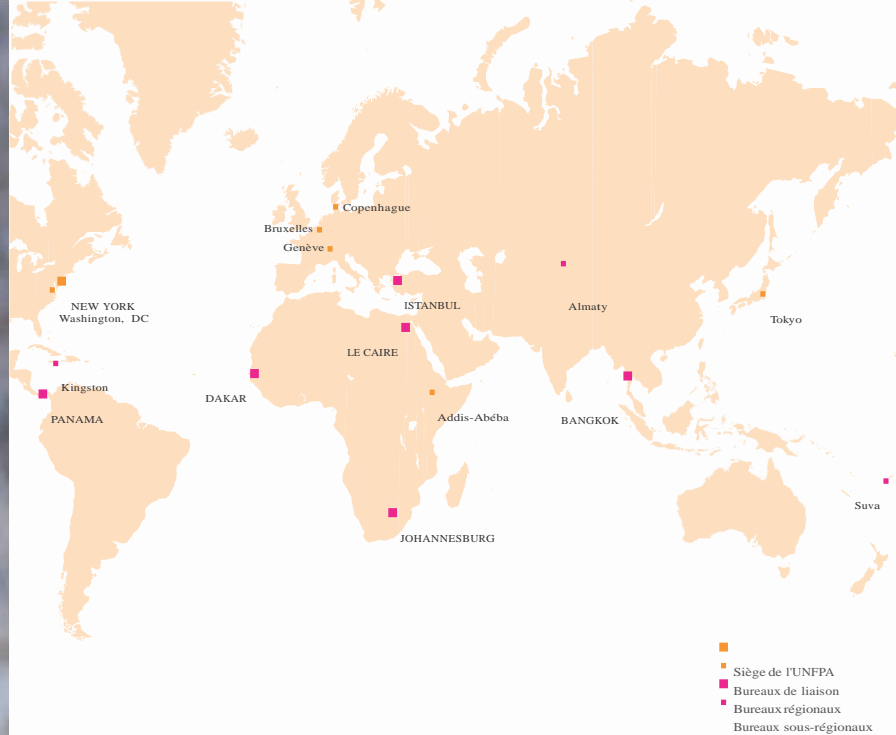 Copenhague
Bruxelles
Genève
NEW YORK
Washington, DC
ISTANBUL
Almaty
Tokyo
LE CAIRE
Kingston
DAKAR
PANAMA
Addis-Abéba
BANGKOK
Suva
JOHANNESBURG
Siège de l'UNFPA
Bureaux de liaison
Bureaux régionaux
Bureaux sous-régionaux